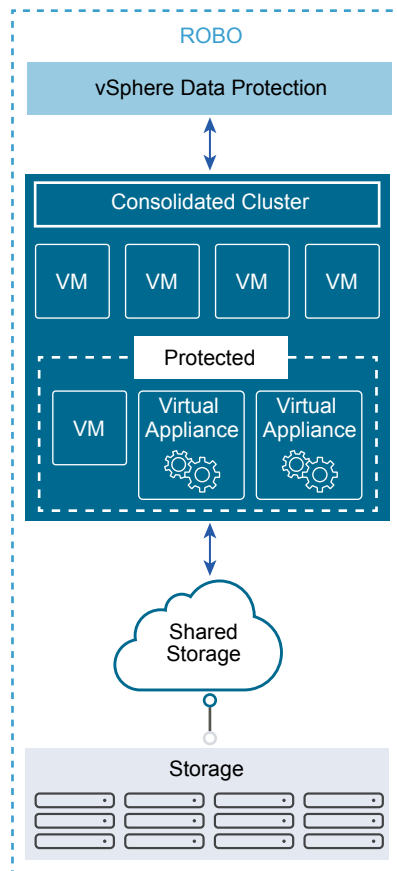 ROBO
vSphere Data Protection
Consolidated Cluster
VM VM VM VM
Protected
VM
Virtual
Appliance
Virtual
Appliance
Shared
Storage
Storage